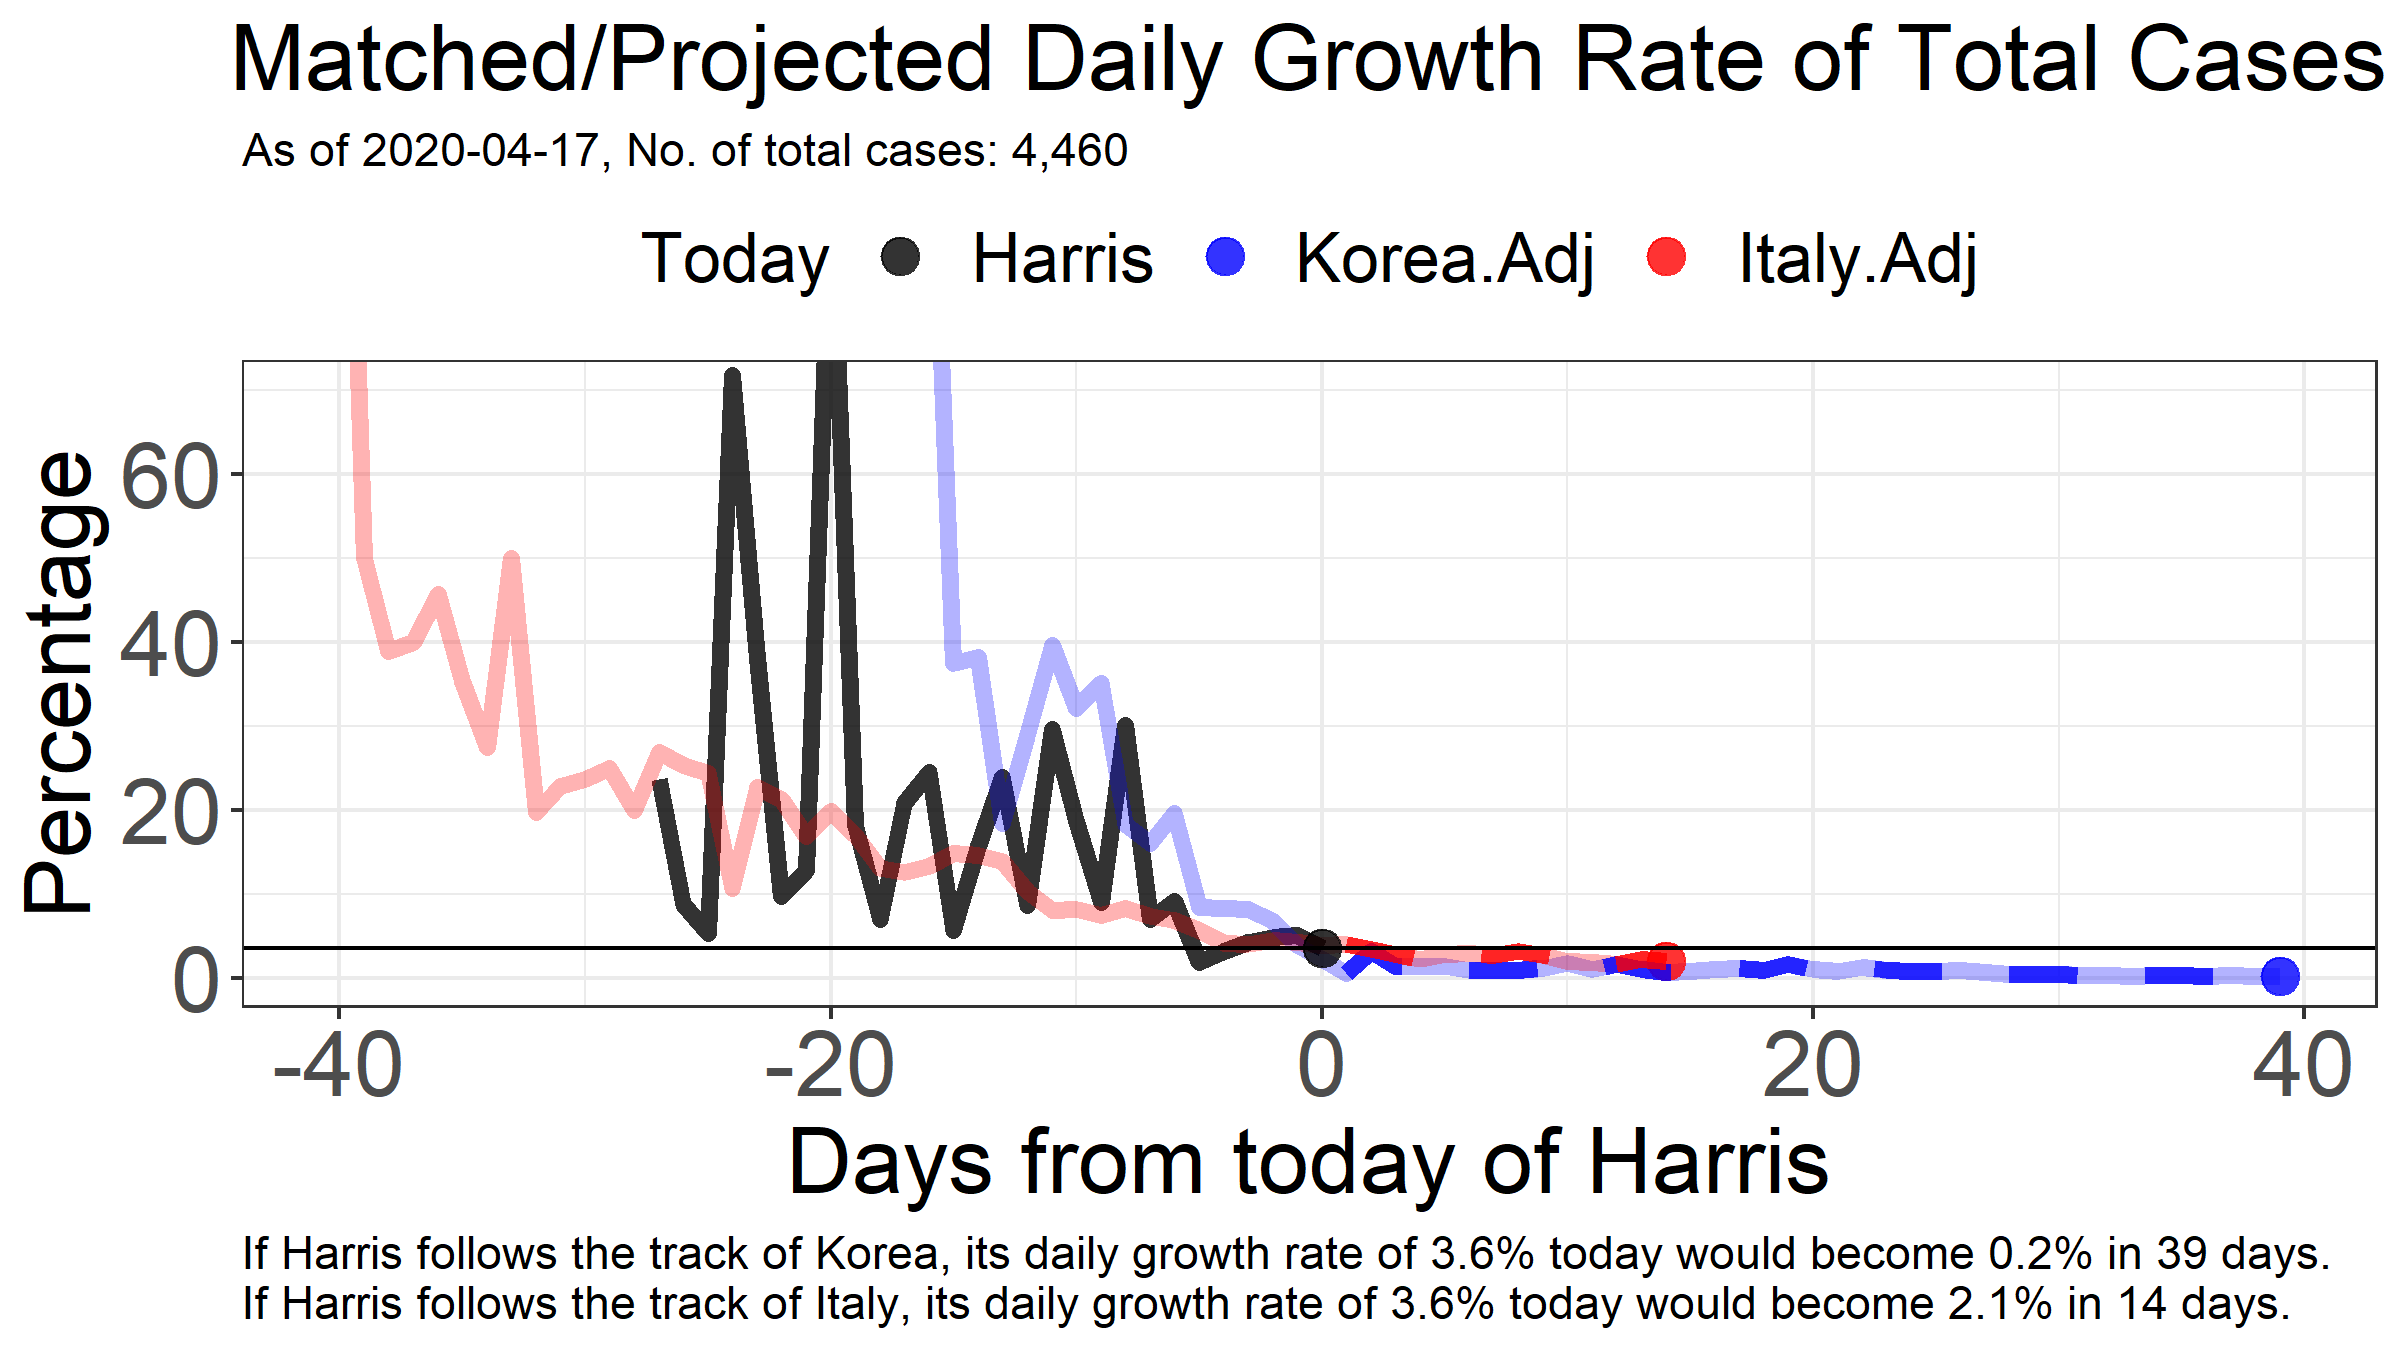 Matched/Projected Daily Growth Rate of Total Cases
As of 2020-04-17, No. of total cases: 4,460
Today Harris Korea.Adj Italy.Adj
Percentage
60
40
20
0
-40 -20 0 20 40
Days from today of Harris
If Harris follows the track of Korea, its daily growth rate of 3.6% today would become 0.2% in 39 days.
If Harris follows the track of Italy, its daily growth rate of 3.6% today would become 2.1% in 14 days.